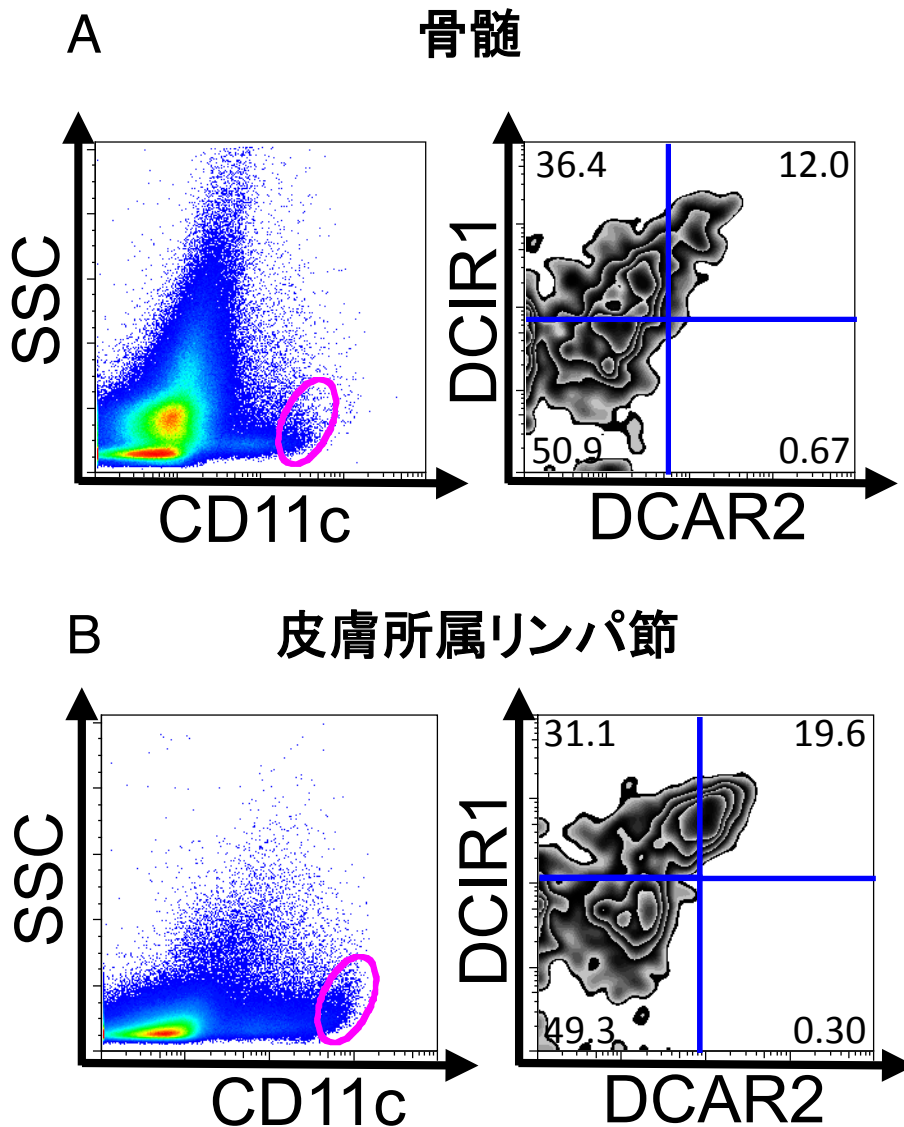 A
骨髄
SSC
CD11c
DCIR1
36.4
12.0
50.9
0.67
DCAR2
B
皮膚所属リンパ節
SSC
CD11c
DCIR1
31.1
19.6
49.3
0.30
DCAR2